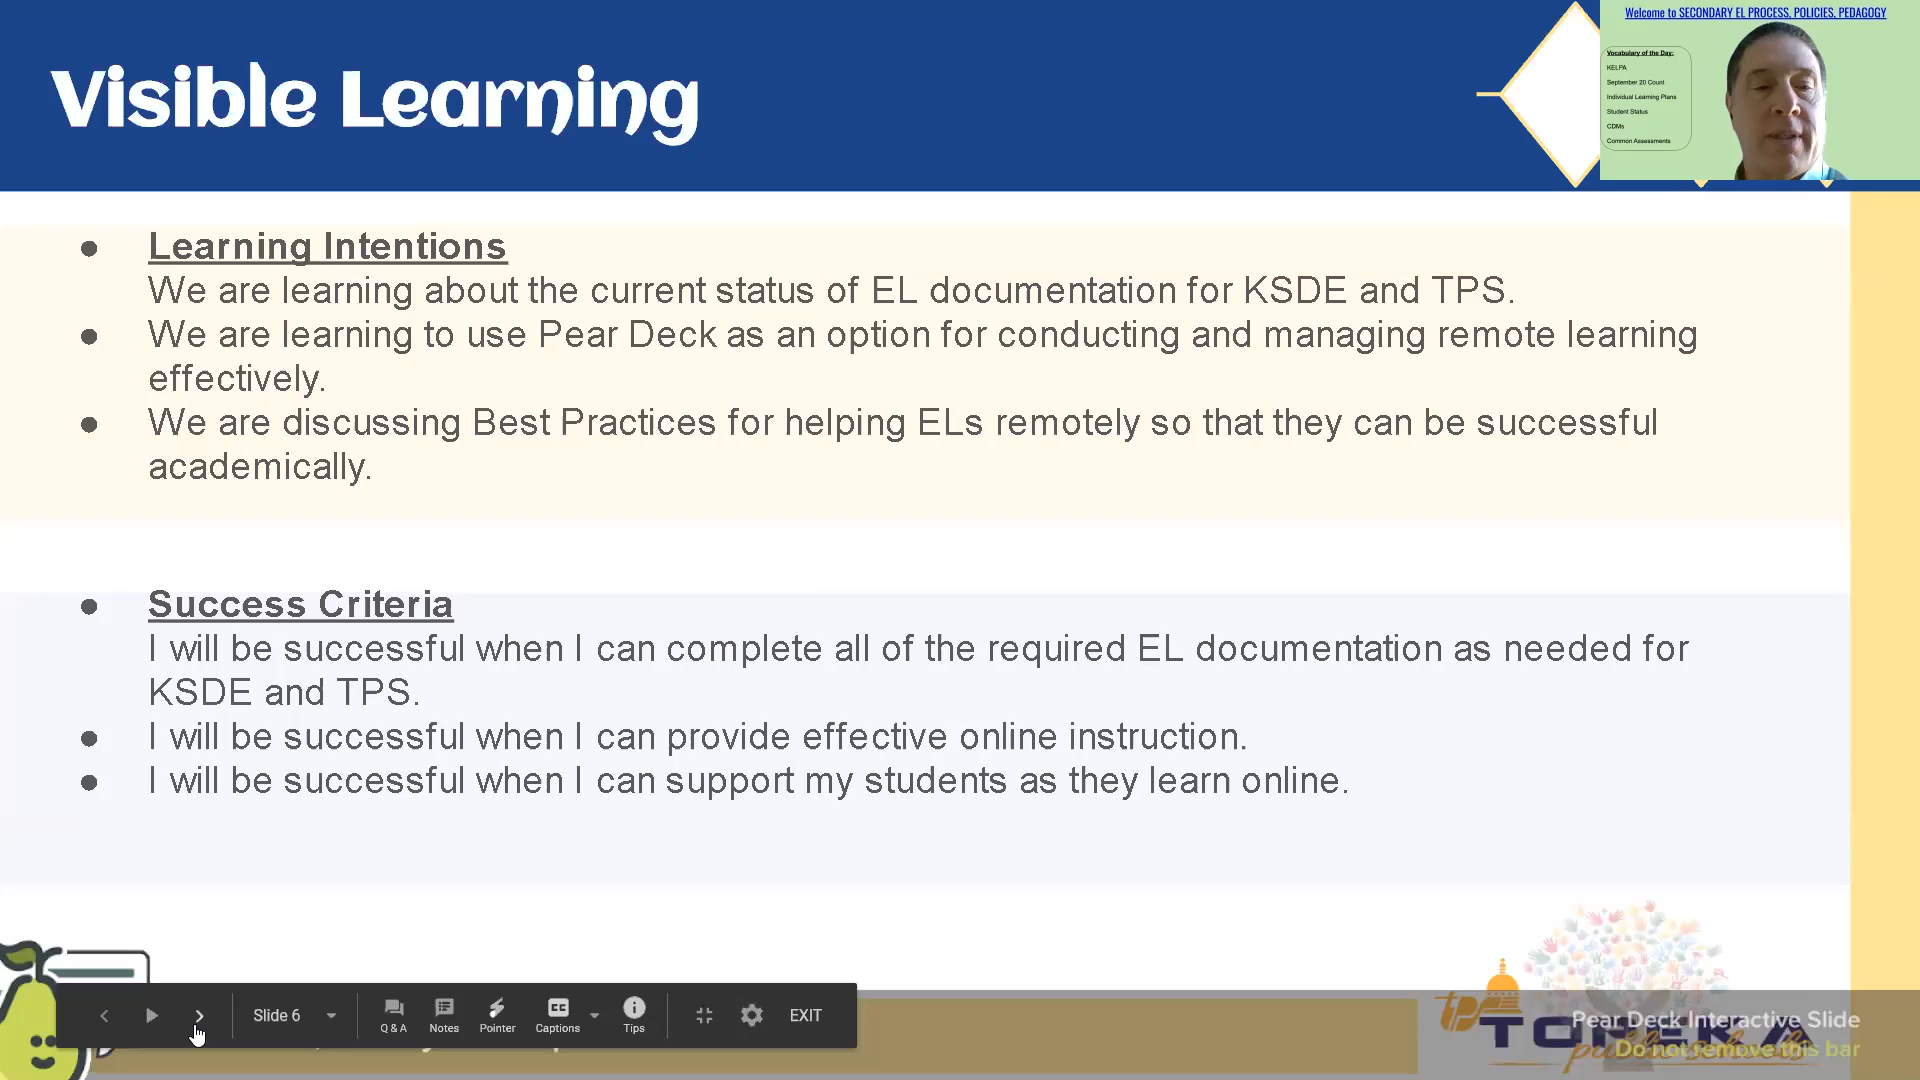 Welcome to SECONDARY EL PROCESS, POLICIES, PEDAGOGY
Visible Learning
Vocabulary of the Day:
KELPA
September 20 Count
Individual Learning Plans
Student Status
CDMs
Common Assessments
● Learning Intentions
We are learning about the current status of EL documentation for KSDE and TPS.
● We are learning to use Pear Deck as an option for conducting and managing remote learning
effectively.
● We are discussing Best Practices for helping ELs remotely so that they can be successful
academically.
● Success Criteria
I will be successful when I can complete all of the required EL documentation as needed for
KSDE and TPS.
● I will be successful when I can provide effective online instruction.
● I will be successful when I can support my students as they learn online.
Slide 6
Q & A
Notes
CC
Pointer
Captions
Tips
EXIT
tps
TOPEKA
public schools
Pear Deck Interactive Slide
Do not remove this bar